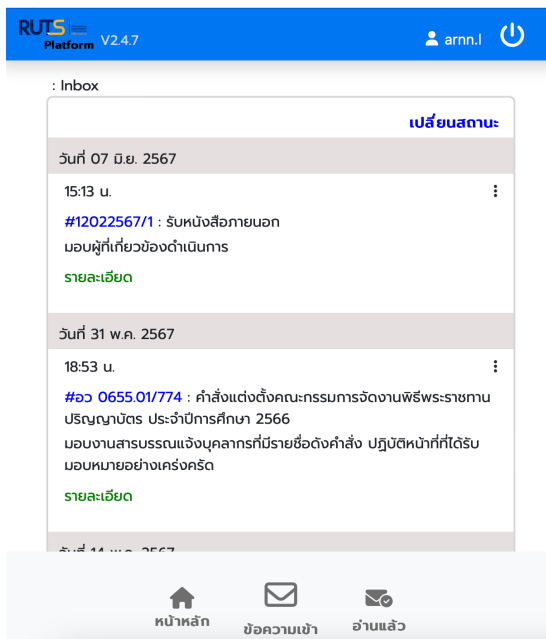 RUTS
Platform V2.4.7
arnn.l
: Inbox
เปลี่ยนสถานะ
วันที่ 07 มิ.ย. 2567
15:13 น.
#12022567/1 : รับหนังสือภายนอก
มอบผู้ที่เกี่ยวข้องดำเนินการ
รายละเอียด
วันที่ 31 พ.ค. 2567
18:53 น.
#อว 0655.01/774 : คำสั่งแต่งตั้งคณะกรรมการจัดงานพิธีพระราชทาน
ปริญญาบัตร ประจำปีการศึกษา 2566
มอบงานสารบรรณแจ้งบุคลากรที่มีรายชื่อดังคำสั่ง ปฏิบัติหน้าที่ที่ได้รับ
มอบหมายอย่างเคร่งครัด
รายละเอียด
วันที่ 14 พ.ค. 2567
หน้าหลัก
ข้อความเข้า
อ่านแล้ว